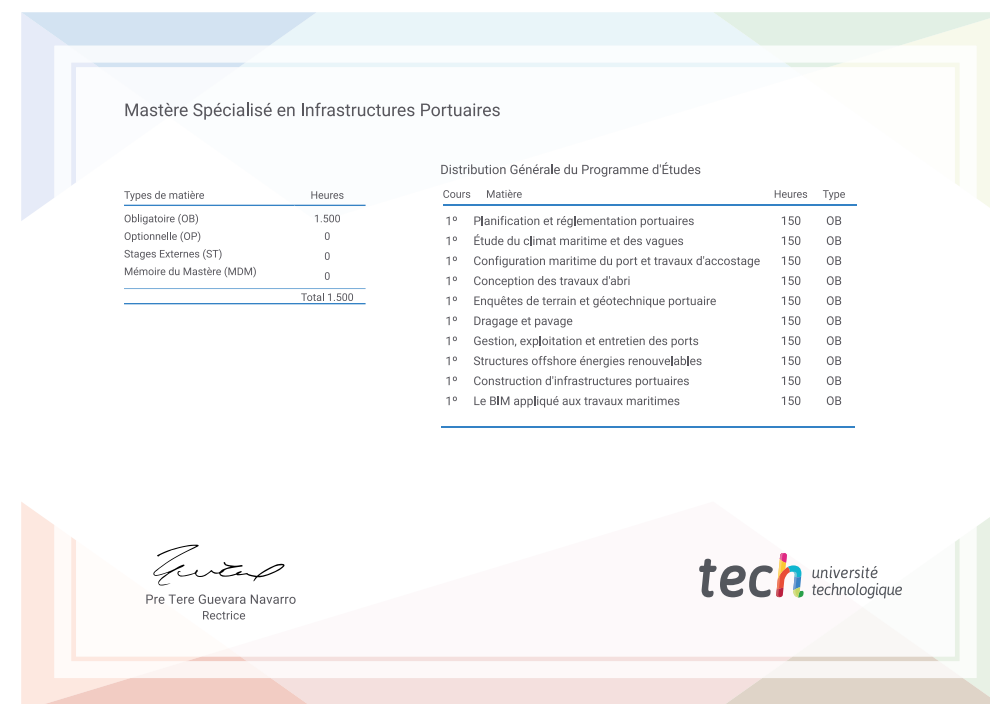 Mastère Spécialisé en Infrastructures Portuaires
Types de matière Heures
Obligatoire (OB) 1.500
Optionnelle (OP) 0
Stages Externes (ST) 0
Mémoire du Mastère (MDM) 0
Total 1.500
Distribution Générale du Programme d'Études
Cours Matière Heures Type
1º Planification et réglementation portuaires 150 OB
1º Étude du climat maritime et des vagues 150 OB
1º Configuration maritime du port et travaux d'accostage 150 OB
1º Conception des travaux d'abri 150 OB
1º Enquêtes de terrain et géotechnique portuaire 150 OB
1º Dragage et pavage 150 OB
1º Gestion, exploitation et entretien des ports 150 OB
1º Structures offshore énergies renouvelables 150 OB
1º Construction d'infrastructures portuaires 150 OB
1º Le BIM appliqué aux travaux maritimes 150 OB
Pre Tere Guevara Navarro
Rectrice
tech université
technologique